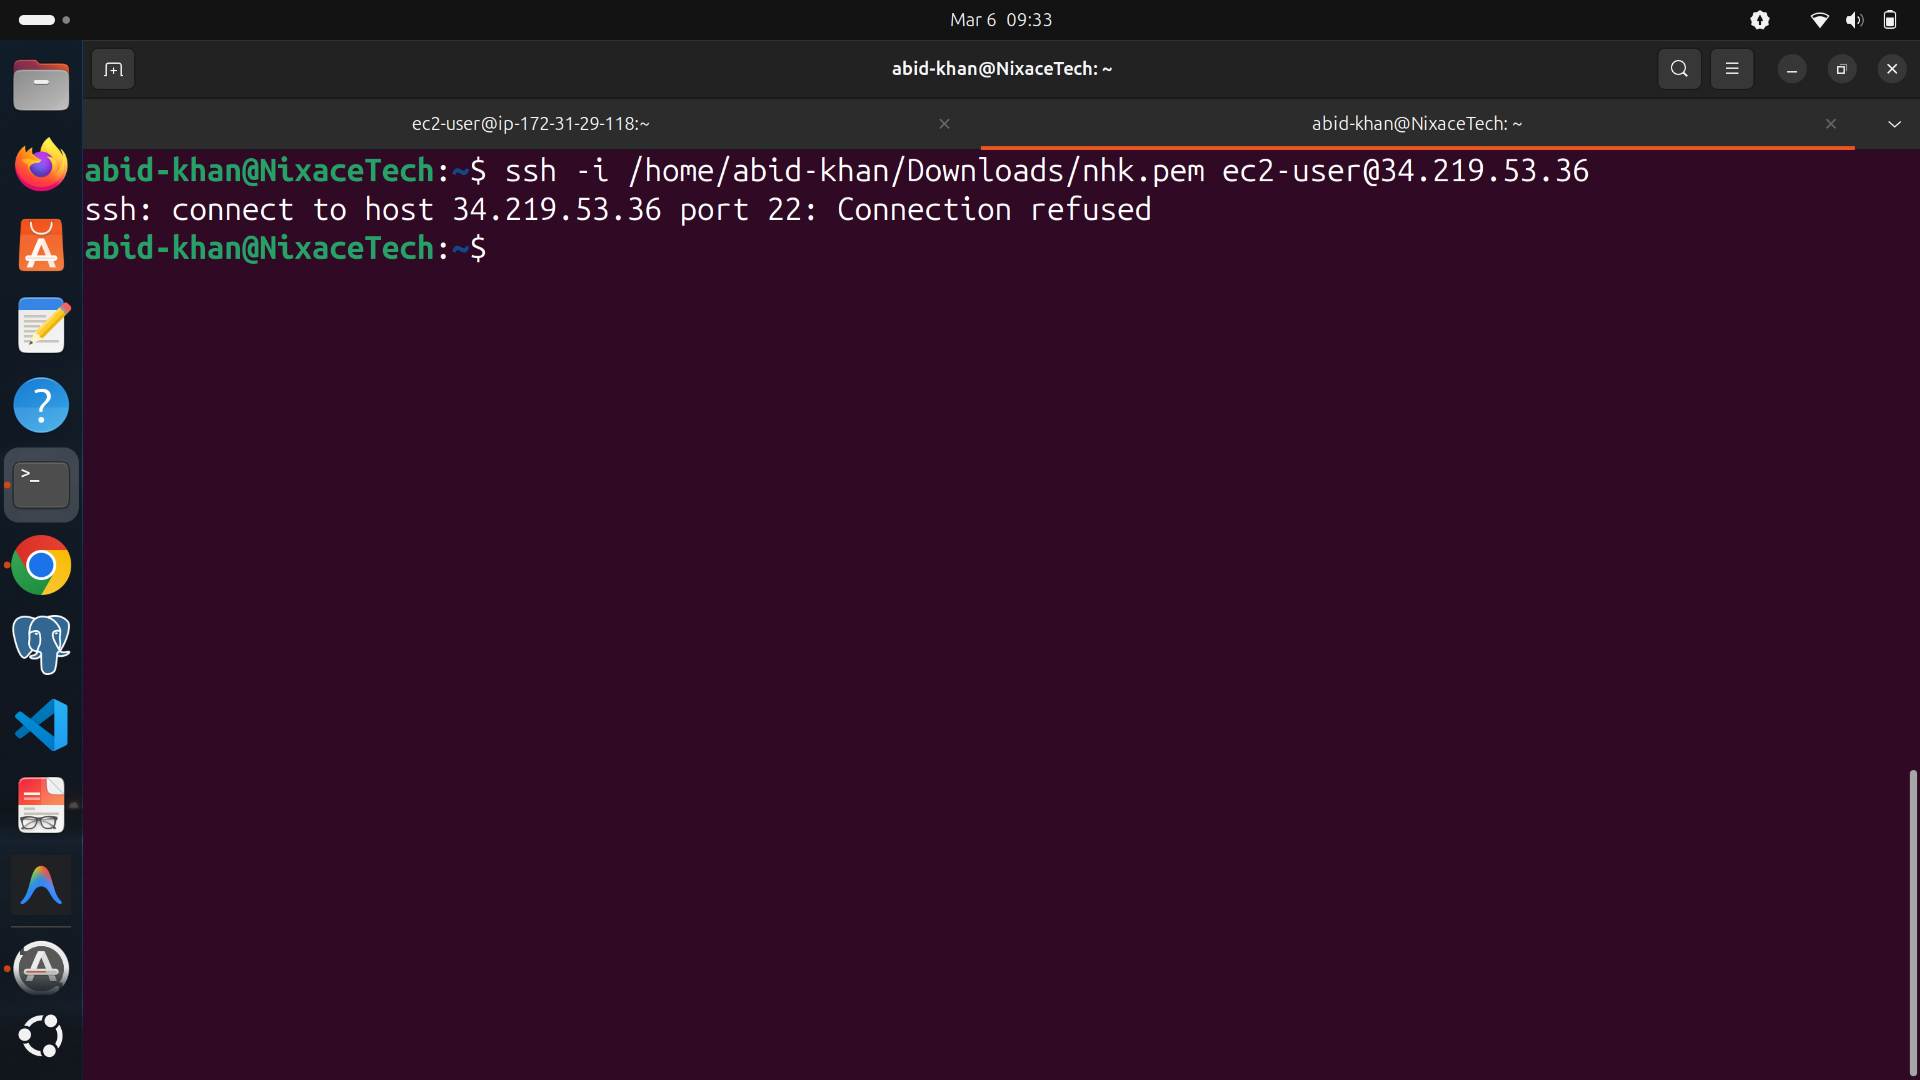 Mar 6 09:33
abid-khan@NixaceTech: ~
ec2-user@ip-172-31-29-118:~
abid-khan@NixaceTech: ~
abid-khan@NixaceTech:~$ ssh -i /home/abid-khan/Downloads/nhk.pem ec2-user@34.219.53.36
ssh: connect to host 34.219.53.36 port 22: Connection refused
abid-khan@NixaceTech:~$